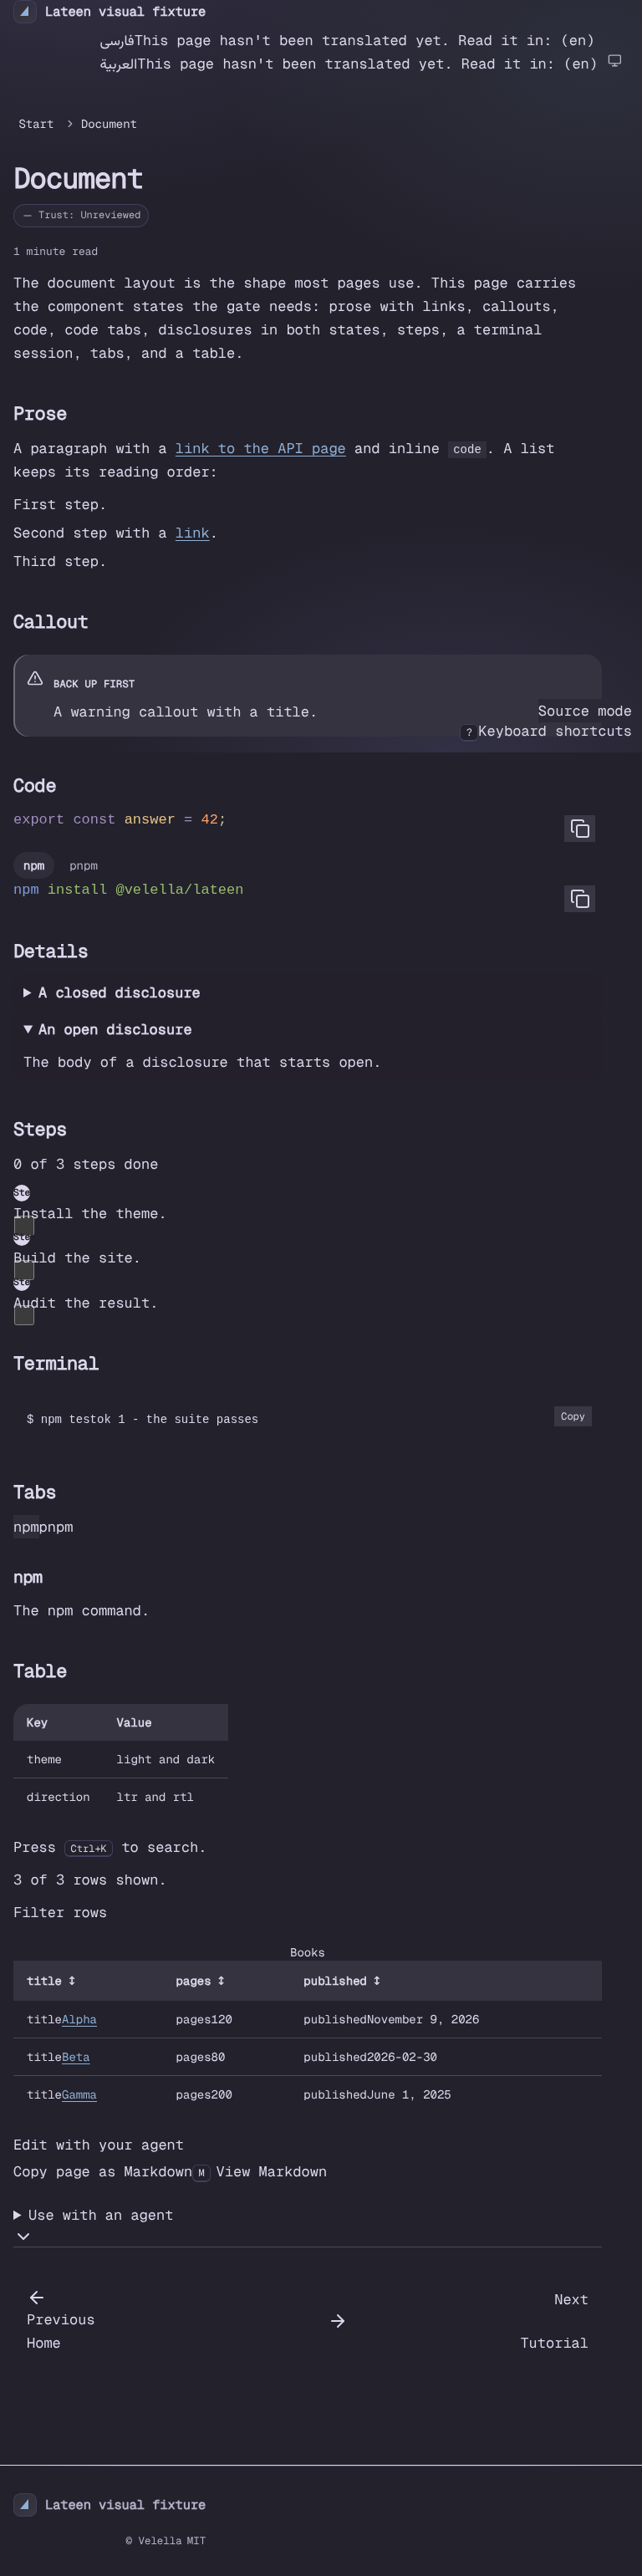 Lateen visual fixture
فارسیThis page hasn't been translated yet. Read it in: (en)
العربيةThis page hasn't been translated yet. Read it in: (en)
Start > Document
Document
— Trust: Unreviewed
1 minute read
The document layout is the shape most pages use. This page carries
the component states the gate needs: prose with links, callouts,
code, code tabs, disclosures in both states, steps, a terminal
session, tabs, and a table.
Prose
A paragraph with a link to the API page and inline code. A list
keeps its reading order:
First step.
Second step with a link.
Third step.
Callout
BACK UP FIRST
A warning callout with a title.
Source mode
? Keyboard shortcuts
Code
export const answer = 42;
npm pnpm
npm install @velella/lateen
Details
A closed disclosure
An open disclosure
The body of a disclosure that starts open.
Steps
0 of 3 steps done
Ste
Install the theme.
Ste
Build the site.
Ste
Audit the result.
Terminal
$ npm testok 1 - the suite passes
Copy
Tabs
npmpnpm
npm
The npm command.
Table
Key Value
theme light and dark
direction ltr and rtl
Press Ctrl+K to search.
3 of 3 rows shown.
Filter rows
Books
title ↕ pages ↕ published ↕
titleAlpha pages120 publishedNovember 9, 2026
titleBeta pages80 published2026-02-30
titleGamma pages200 publishedJune 1, 2025
Edit with your agent
Copy page as Markdown M View Markdown
Use with an agent
Previous
Home
Next
Tutorial
Lateen visual fixture
© Velella MIT